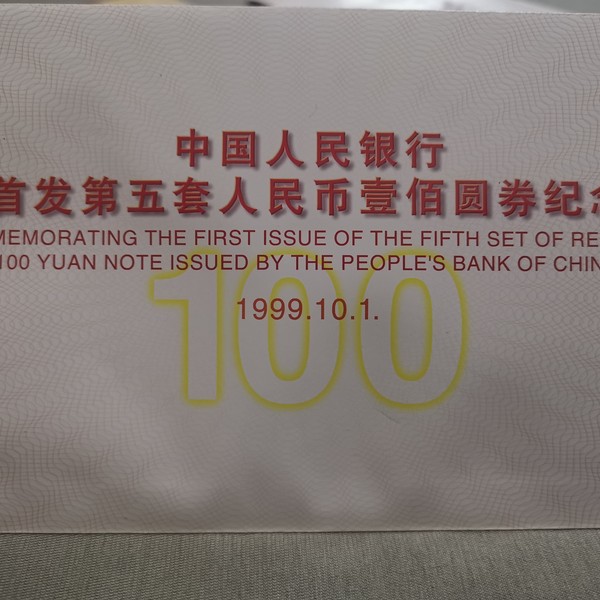 中国人民银行
首发第五套人民币壹佰圆券纪念
MEMORATING THE FIRST ISSUE OF THE FIFTH SET OF RE
100 YUAN NOTE ISSUED BY THE PEOPLE'S BANK OF CHIN
1999.10.1.
100